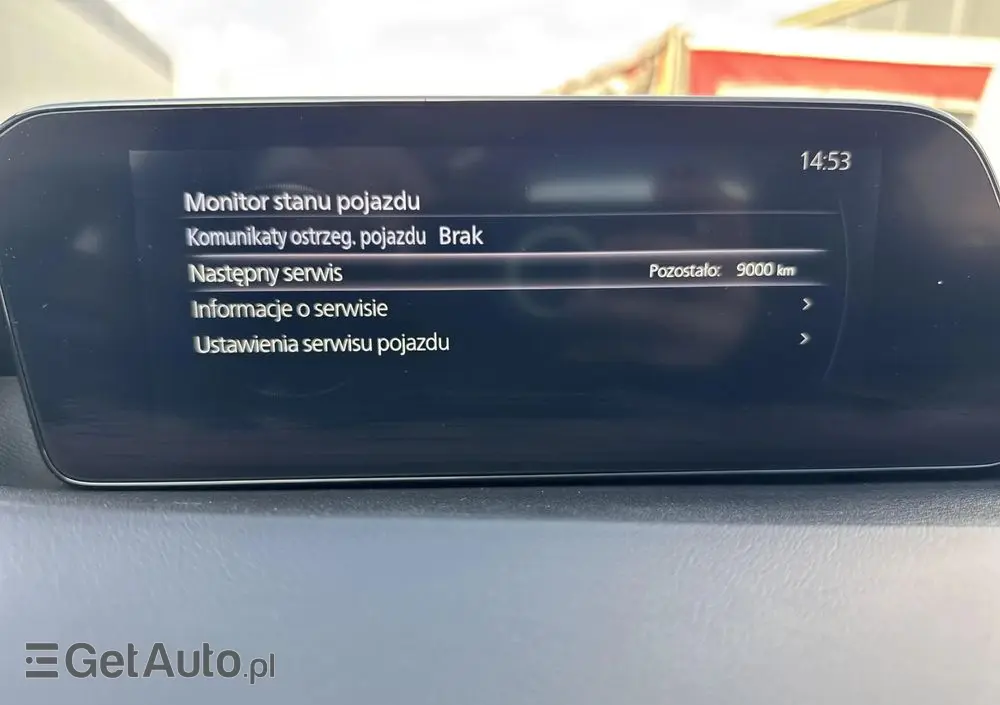 14:53
Monitor stanu pojazdu
Komunikaty ostrzeg. pojazdu Brak
Następny serwis Pozostało: 9000 km
Informacje o serwisie >
Ustawienia serwisu pojazdu >
GetAuto.pl